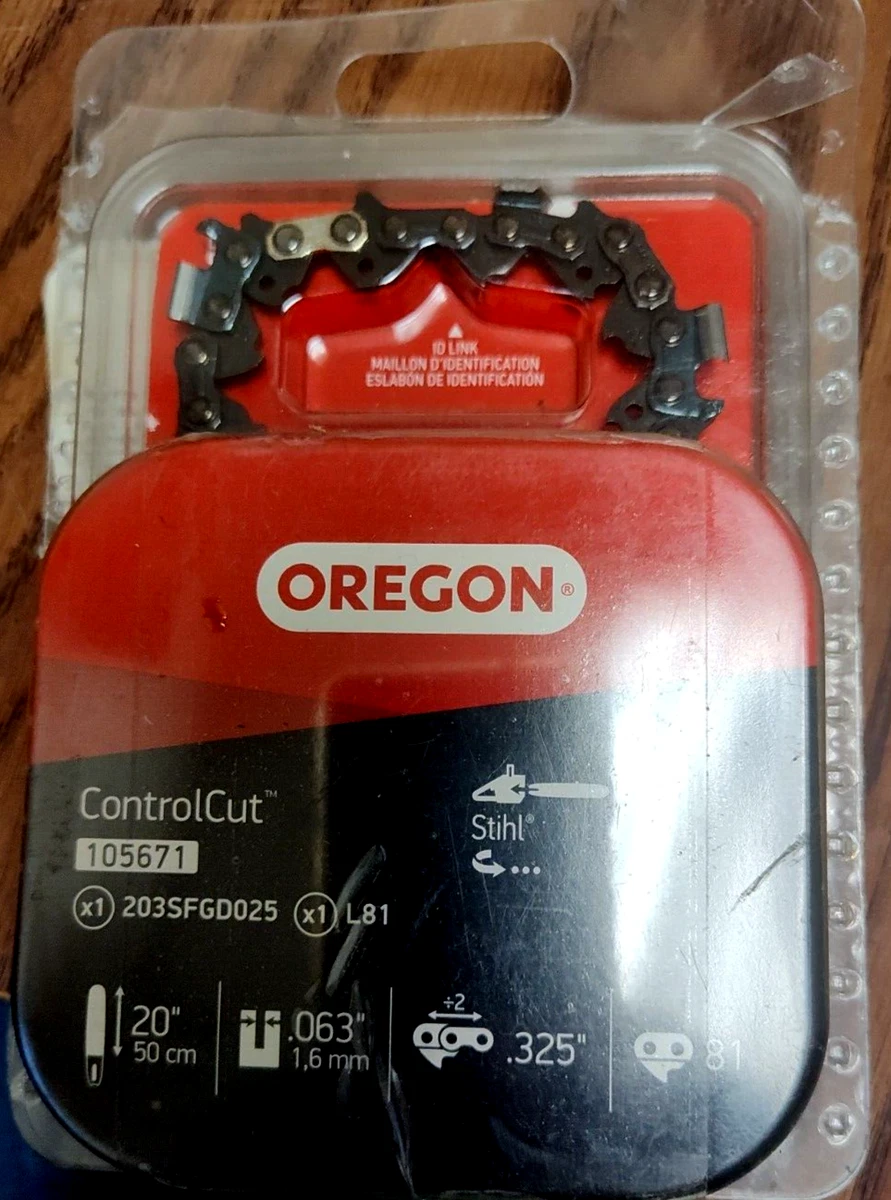 ID LINK
MAILLON D'IDENTIFICATION
ESLABÓN DE IDENTIFICACIÓN
OREGON®
ControlCut™
105671
x1 203SFGD025 x1 L81
Stihl®
...
20"
50 cm
.063"
1,6 mm
÷2
.325"
81